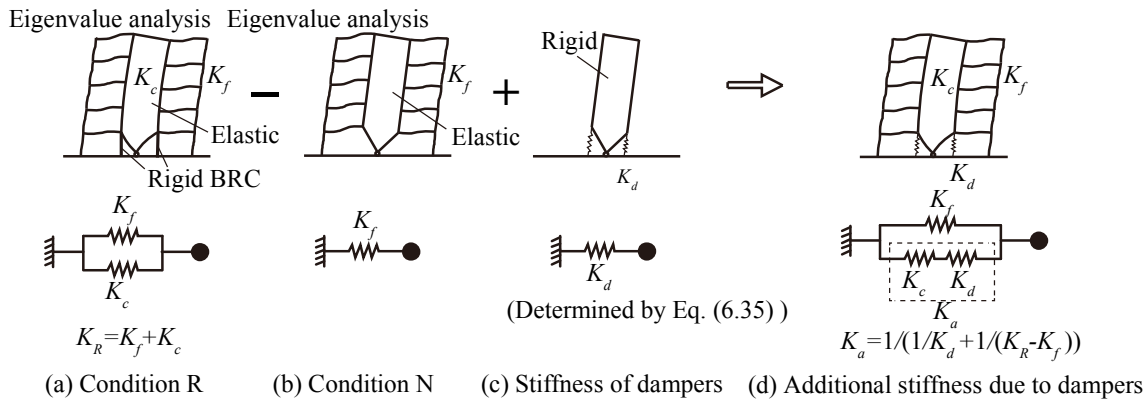 Eigenvalue analysis
K_c
K_f
Elastic
Rigid BRC
K_f
K_c
K_R=K_f+K_c
(a) Condition R
Eigenvalue analysis
K_f
Elastic
K_f
(b) Condition N
Rigid
K_d
K_d
(Determined by Eq. (6.35) )
(c) Stiffness of dampers
K_c
K_f
K_d
K_f
K_c
K_d
K_a
K_a=1/(1/K_d+1/(K_R-K_f))
(d) Additional stiffness due to dampers